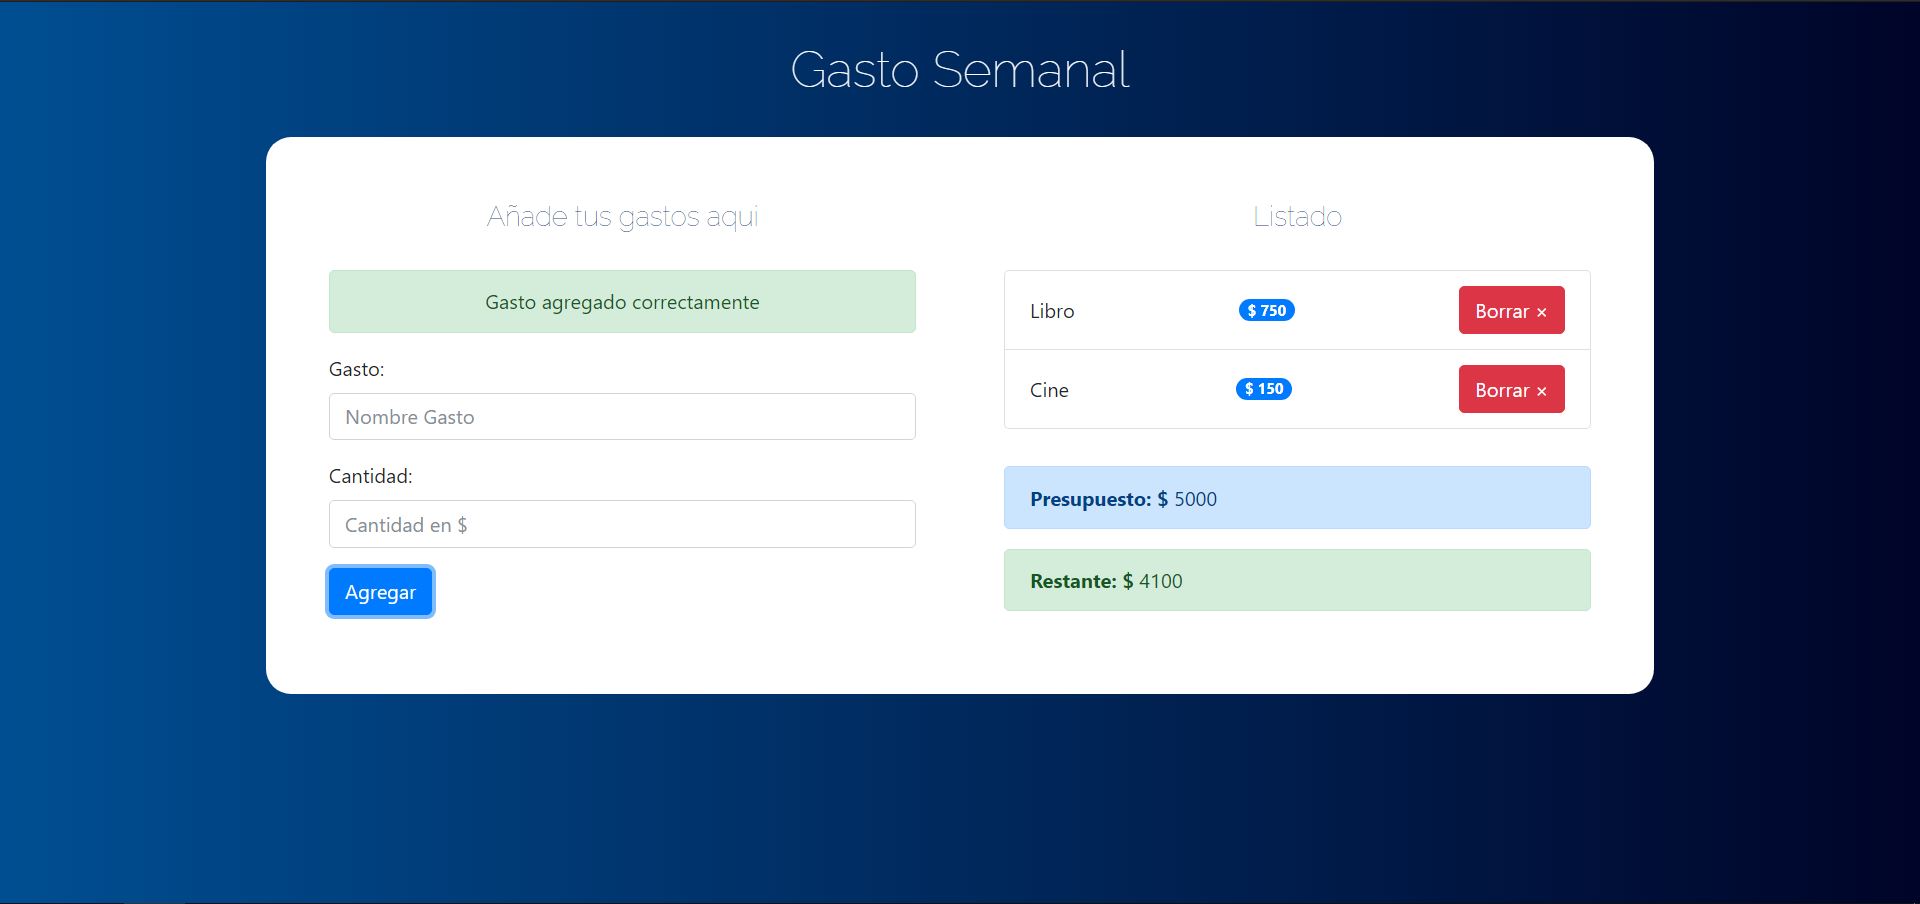 Gasto Semanal
Añade tus gastos aqui
Gasto agregado correctamente
Gasto:
Nombre Gasto
Cantidad:
Cantidad en $
Agregar
Listado
Libro $ 750 Borrar ×
Cine $ 150 Borrar ×
Presupuesto: $ 5000
Restante: $ 4100